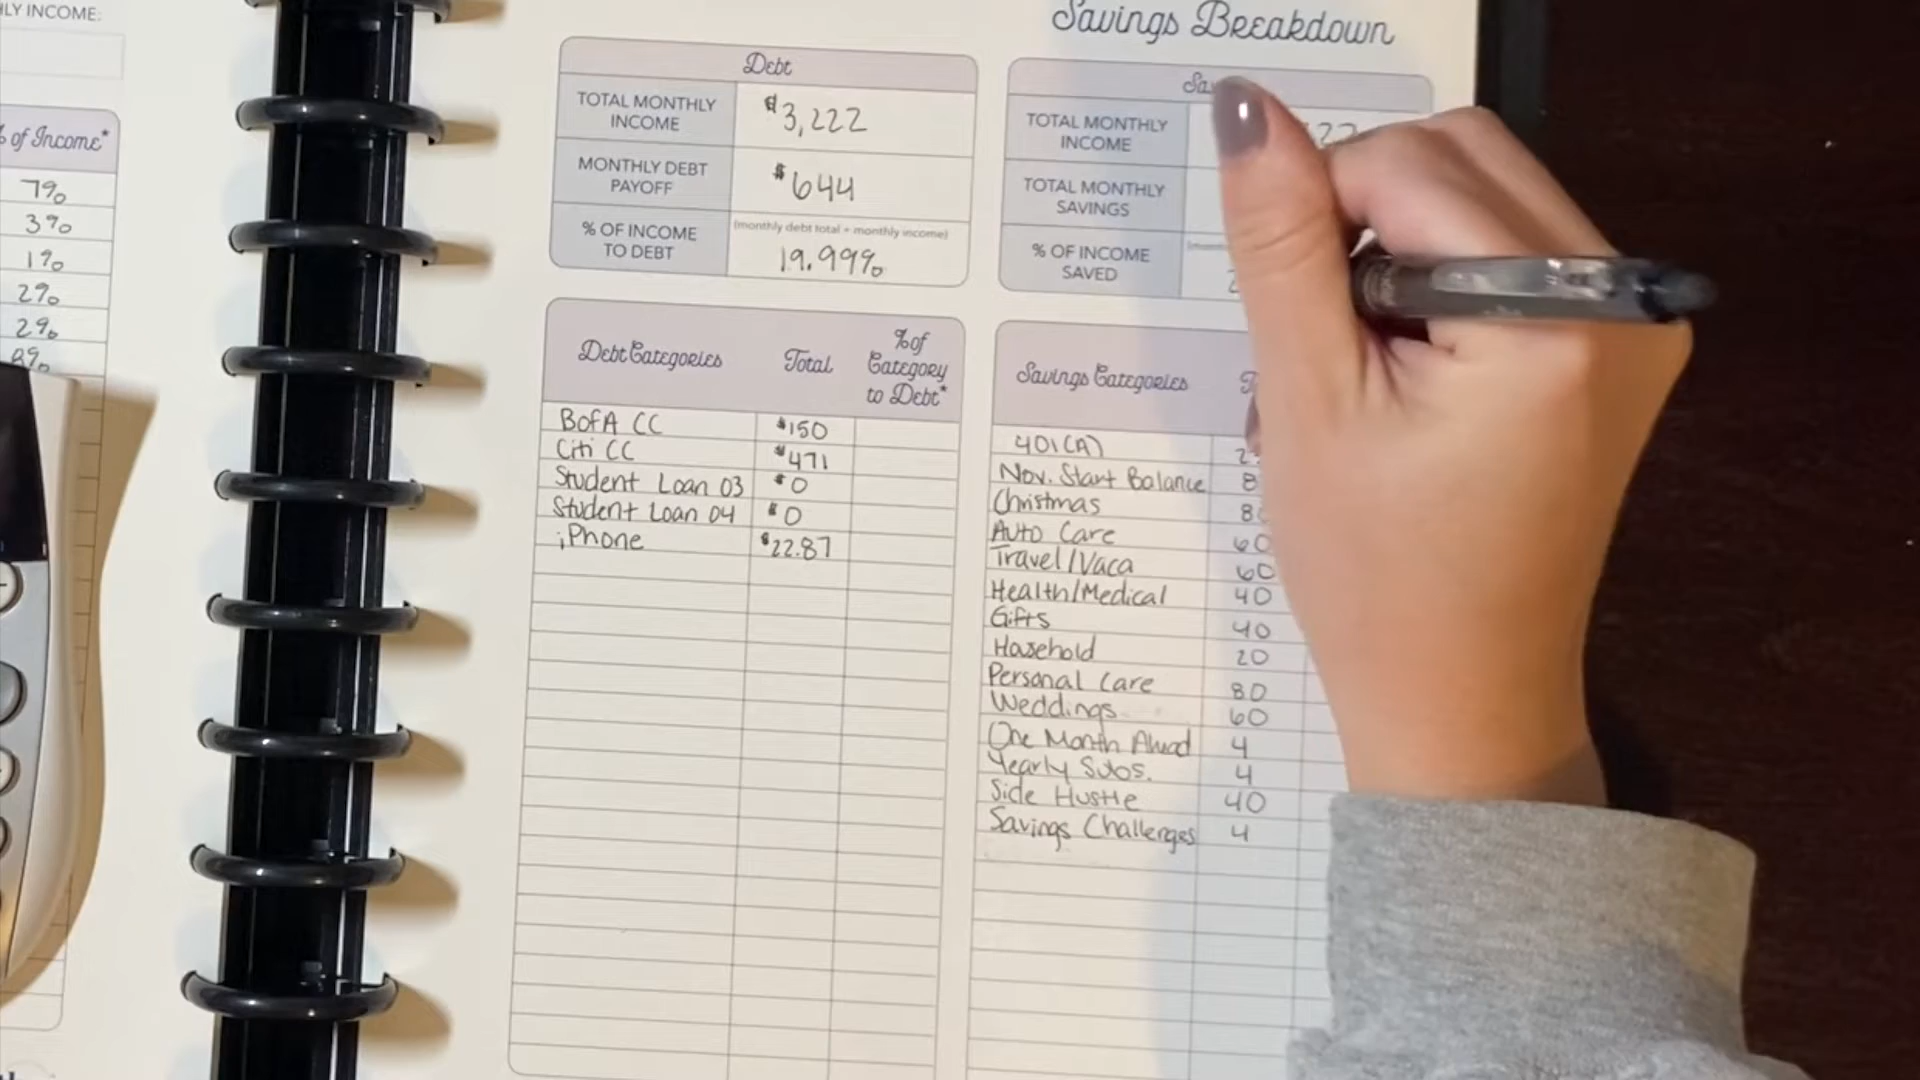 LY INCOME:
% of Income*
7%
3%
1%
2%
2%
8%
Savings Breakdown
Debt
TOTAL MONTHLY
INCOME
$3,222
MONTHLY DEBT
PAYOFF
$644
% OF INCOME
TO DEBT
(monthly debt total ÷ monthly income)
19.99%
Debt Categories Total
% of
Category
to Debt*
BofA CC $150
Citi CC $471
Student Loan 03 $0
Student Loan 04 $0
iPhone $22.87
TOTAL MONTHLY
INCOME
TOTAL MONTHLY
SAVINGS
% OF INCOME
SAVED
Savings Categories
401(A)
Nov. Start Balance
Christmas
Auto Care 60
Travel/Vaca 60
Health/Medical 40
Gifts 40
Household 20
Personal Care 80
Weddings 60
One Month Ahead 4
Yearly Subs. 4
Side Hustle 40
Savings Challenges 4